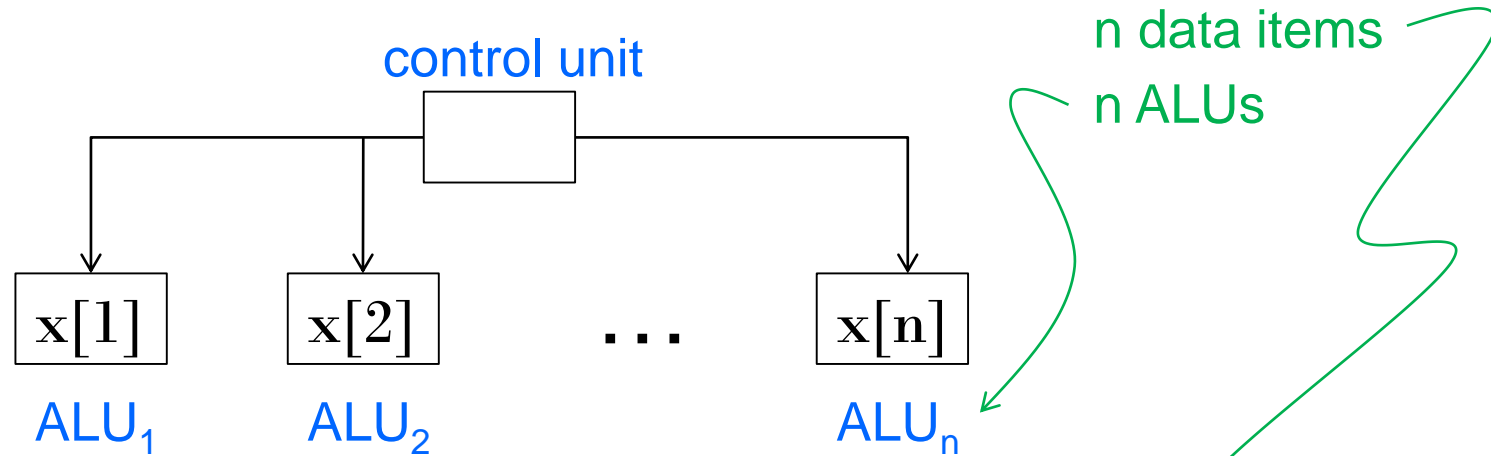 n data items
control unit
n ALUs
x[1] x[2] ... x[n]
ALU₁ ALU₂ ALUₙ